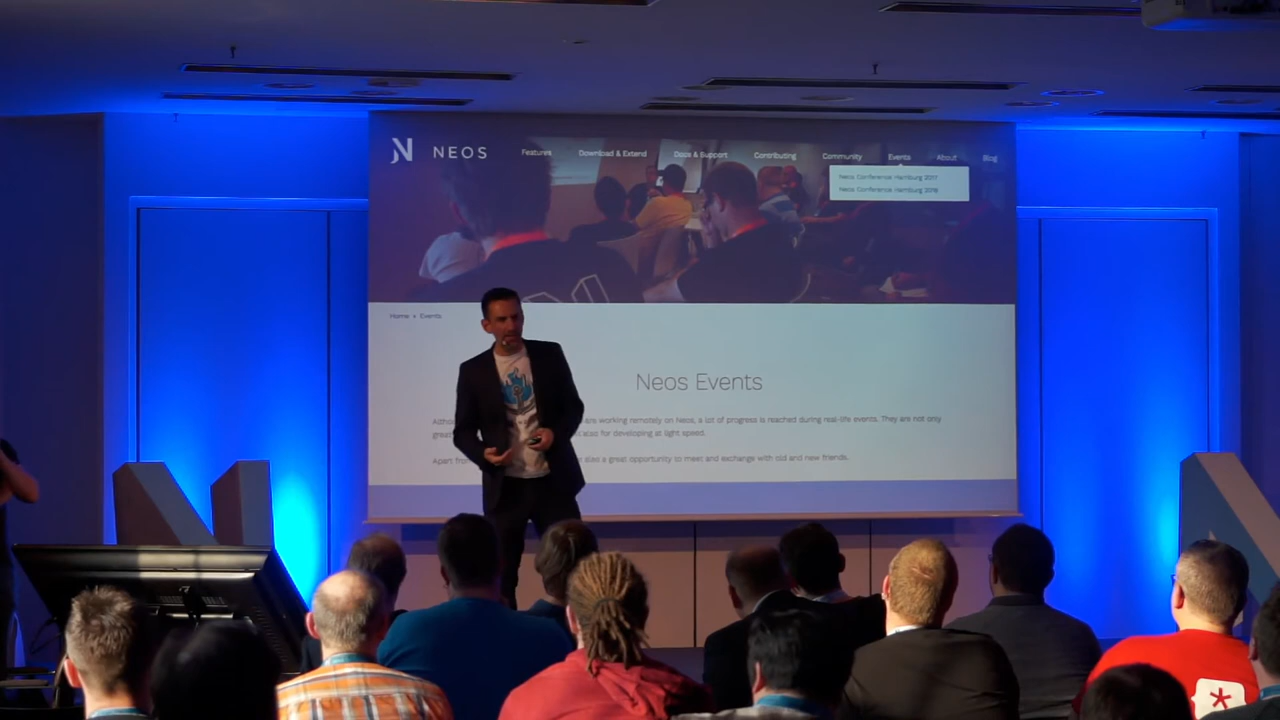 NEOS
Features Download & Extend Docs & Support Contributing Community Events About Blog
Neos Conference Hamburg 2017
Neos Conference Hamburg 2016
Home Events
Neos Events
are working remotely on Neos, a lot of progress is reached during real-life events. They are not only
also for developing at light speed.
Apart also a great opportunity to meet and exchange with old and new friends.